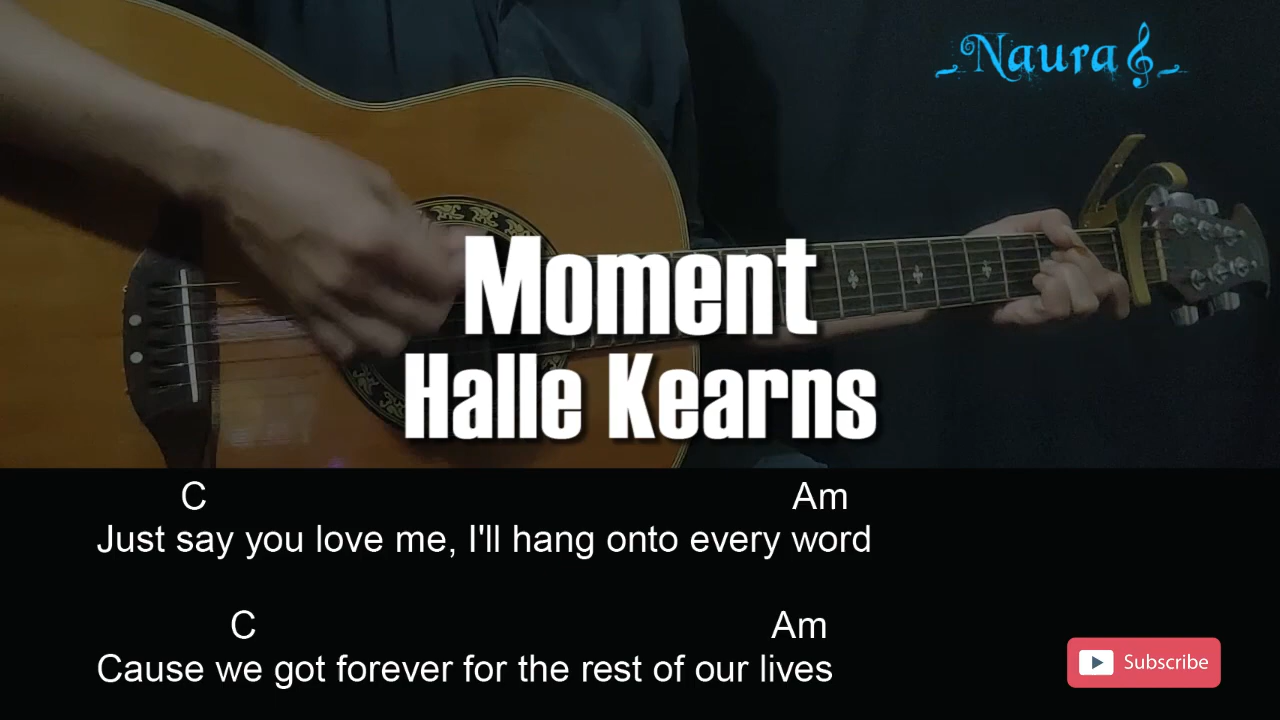 Naura
Moment
Halle Kearns
C Am
Just say you love me, I'll hang onto every word
C Am
Cause we got forever for the rest of our lives
Subscribe